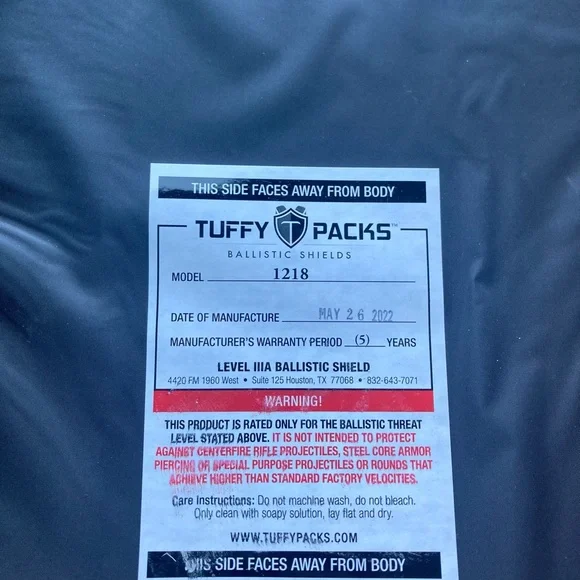 THIS SIDE FACES AWAY FROM BODY
TUFFY T PACKS™
BALLISTIC SHIELDS
MODEL 1218
DATE OF MANUFACTURE MAY 26 2022
MANUFACTURER'S WARRANTY PERIOD (5) YEARS
LEVEL IIIA BALLISTIC SHIELD
4420 FM 1960 West • Suite 125 Houston, TX 77068 • 832-643-7071
WARNING!
THIS PRODUCT IS RATED ONLY FOR THE BALLISTIC THREAT
LEVEL STATED ABOVE. IT IS NOT INTENDED TO PROTECT
AGAINST CENTERFIRE RIFLE PROJECTILES, STEEL CORE ARMOR
PIERCING OR SPECIAL PURPOSE PROJECTILES OR ROUNDS THAT
ACHIEVE HIGHER THAN STANDARD FACTORY VELOCITIES.
Care Instructions: Do not machine wash, do not bleach.
Only clean with soapy solution, lay flat and dry.
WWW.TUFFYPACKS.COM
THIS SIDE FACES AWAY FROM BODY